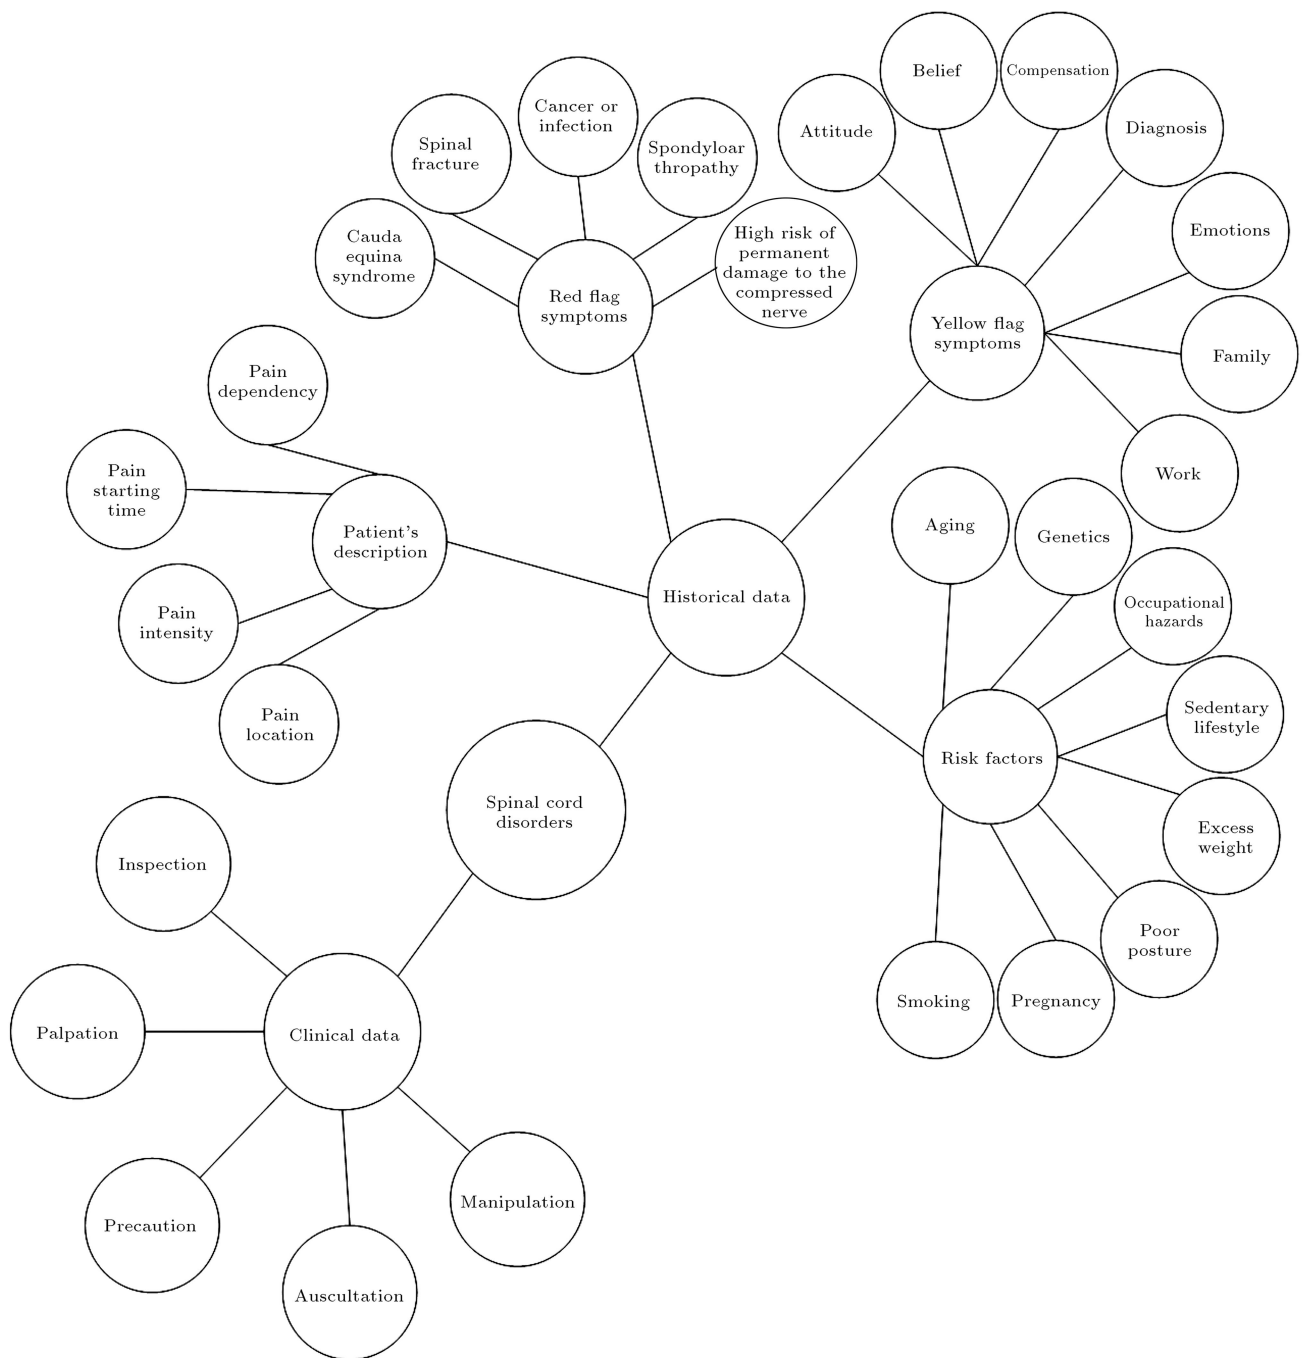 Belief
Compensation
Attitude
Diagnosis
Emotions
Family
Work
Yellow flag
symptoms
Cancer or
infection
Spinal
fracture
Spondyloar
thropathy
Cauda
equina
syndrome
High risk of
permanent
damage to the
compressed
nerve
Red flag
symptoms
Pain
dependency
Pain
starting
time
Pain
intensity
Pain
location
Patient's
description
Historical data
Aging
Genetics
Occupational
hazards
Sedentary
lifestyle
Excess
weight
Poor
posture
Pregnancy
Smoking
Risk factors
Spinal cord
disorders
Inspection
Palpation
Clinical data
Precaution
Auscultation
Manipulation